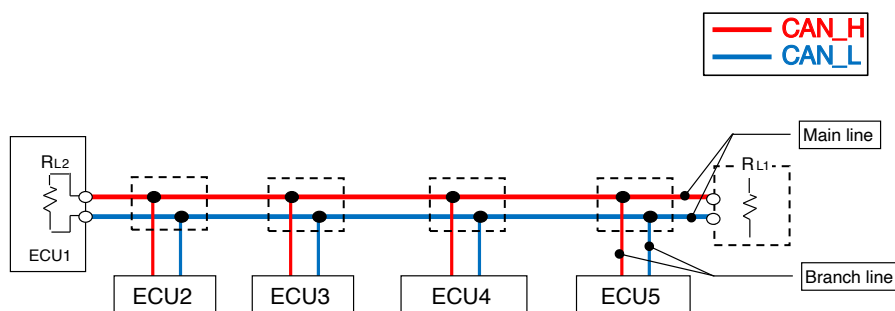 CAN_H
CAN_L
Main line
RL2
RL1
ECU1
Branch line
ECU2
ECU3
ECU4
ECU5